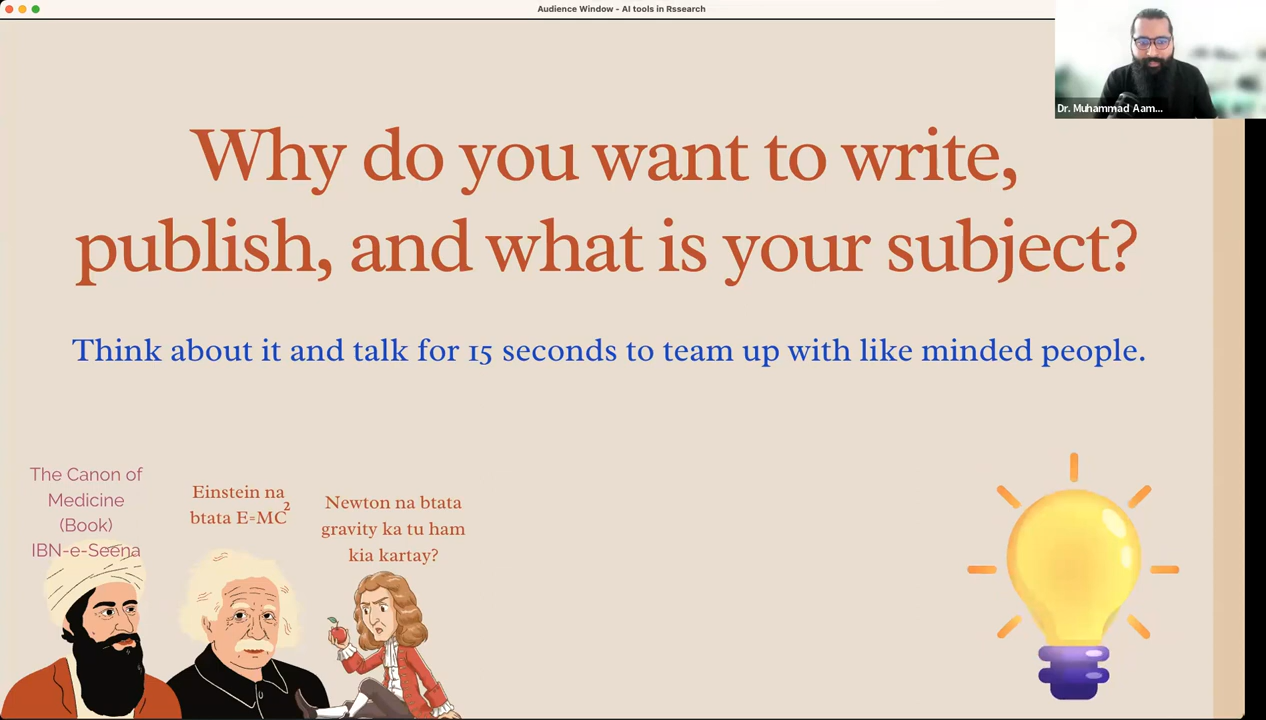 Audience Window - AI tools in Rssearch
Dr. Muhammad Aam...
Why do you want to write,
publish, and what is your subject?
Think about it and talk for 15 seconds to team up with like minded people.
The Canon of
Medicine
(Book)
IBN-e-Seena
Einstein na
btata E=MC²
Newton na btata
gravity ka tu ham
kia kartay?